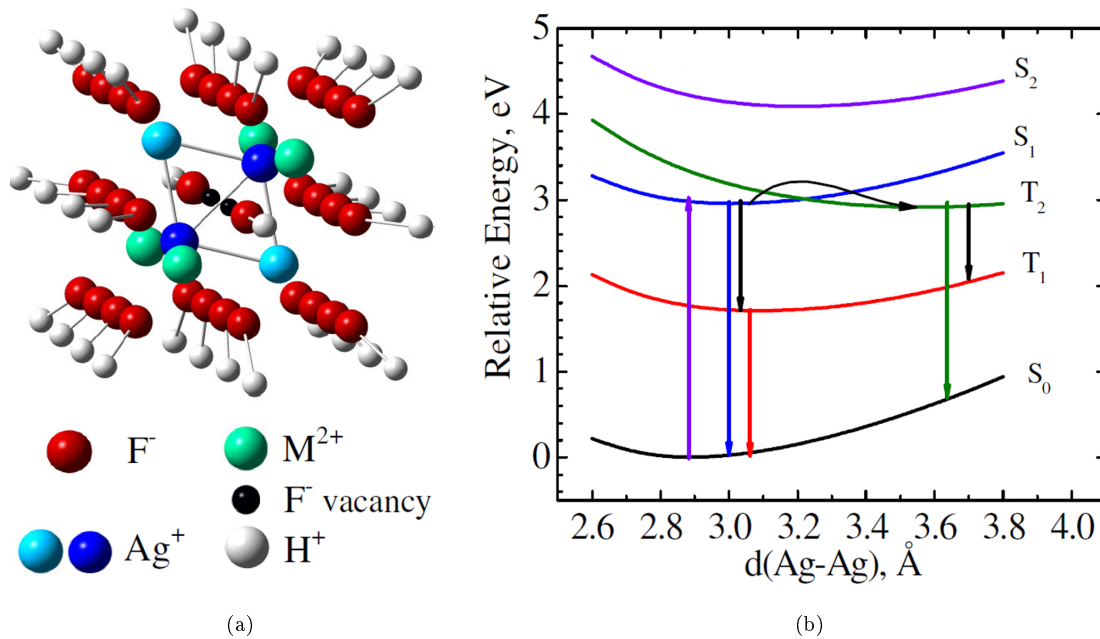 F⁻
M²⁺
F⁻ vacancy
Ag⁺
H⁺
(a)
Relative Energy, eV
5
4
3
2
1
0
S₂
S₁
T₂
T₁
S₀
2.6 2.8 3.0 3.2 3.4 3.6 3.8 4.0
d(Ag-Ag), Å
(b)